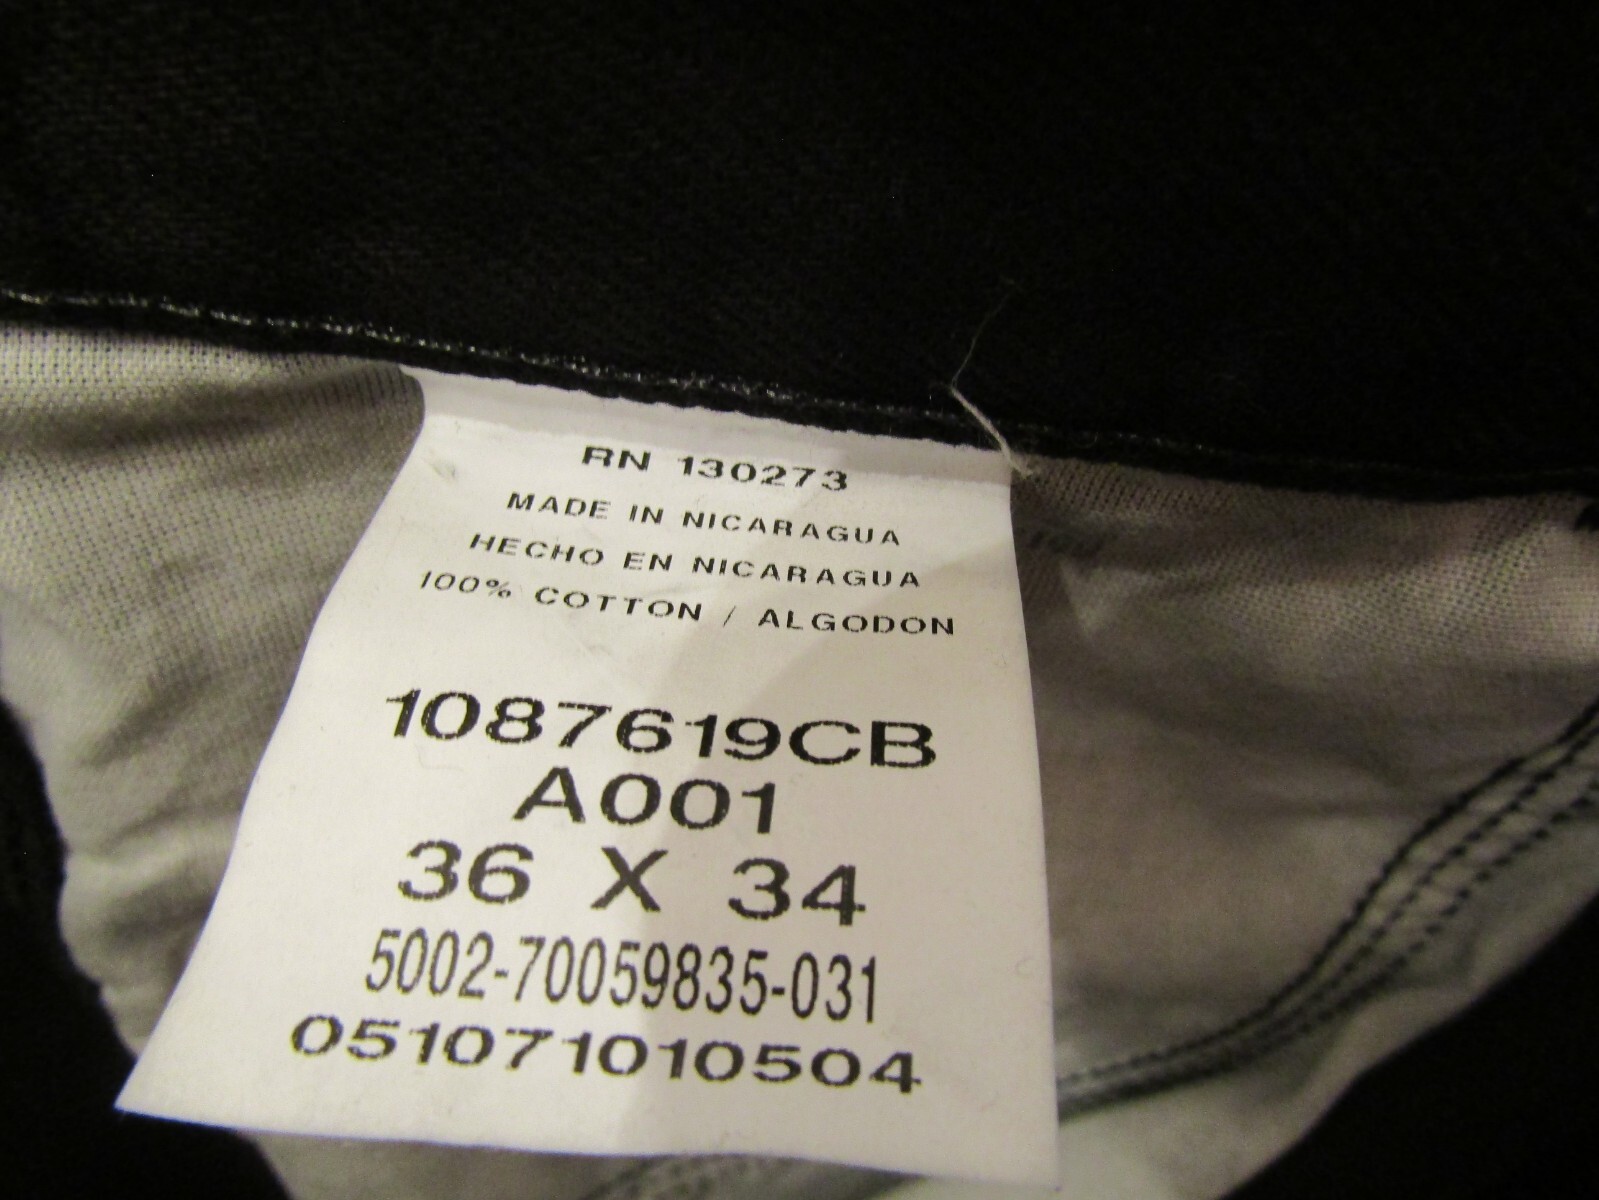 RN 130273
MADE IN NICARAGUA
HECHO EN NICARAGUA
100% COTTON / ALGODON
1087619CB
A001
36 X 34
5002-70059835-031
051071010504